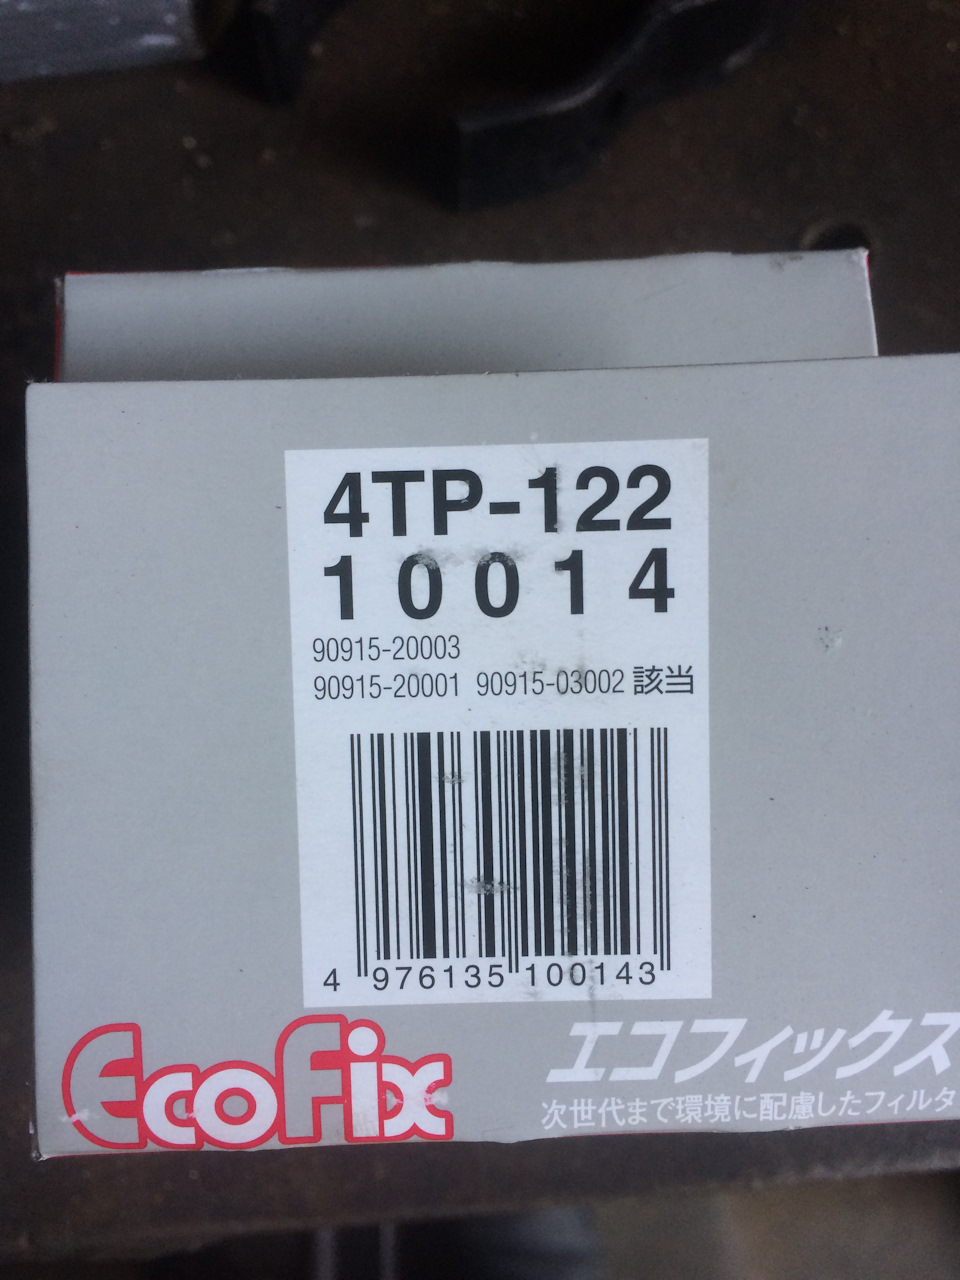 4TP-122
10014
90915-20003
90915-20001 90915-03002 該当
4 976135 100143
EcoFix
エコフィックス
次世代まで環境に配慮したフィルタ